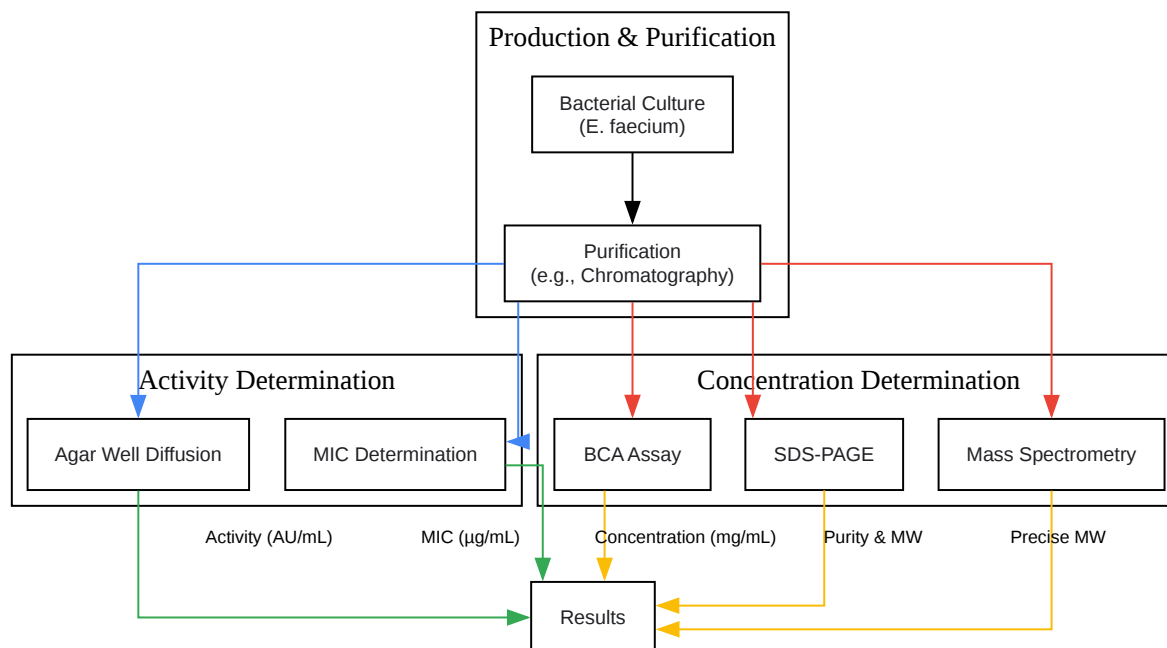 Production & Purification
Bacterial Culture
(E. faecium)
Purification
(e.g., Chromatography)
Activity Determination
Concentration Determination
Agar Well Diffusion
MIC Determination
BCA Assay
SDS-PAGE
Mass Spectrometry
Activity (AU/mL)
MIC (µg/mL)
Concentration (mg/mL)
Purity & MW
Precise MW
Results